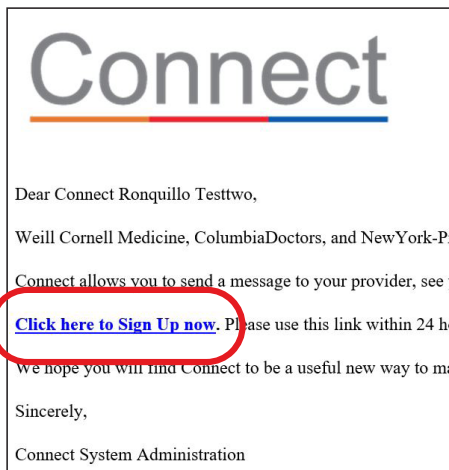 Connect
Dear Connect Ronquillo Testtwo,
Weill Cornell Medicine, ColumbiaDoctors, and
Connect allows you to send a message to your provider, see
Click here to Sign Up now. Please use this link within 24
We hope you will find Connect to be a useful new way to
Sincerely,
Connect System Administration